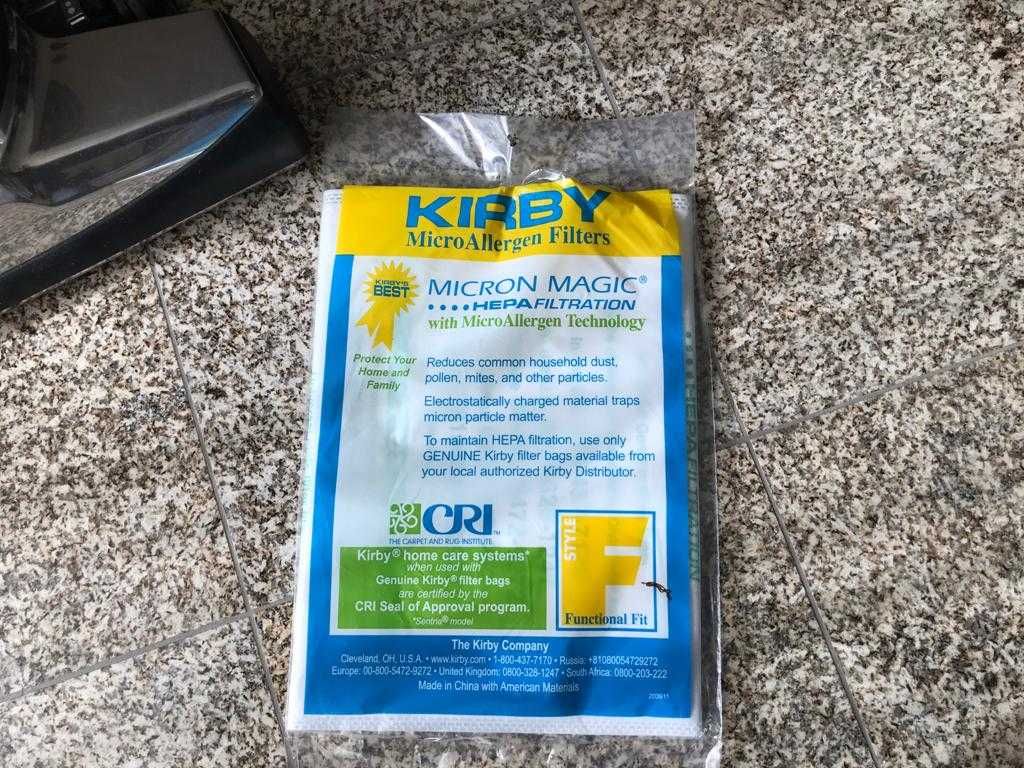 KIRBY
MicroAllergen Filters
KIRBY'S
BEST
MICRON MAGIC®
HEPAFILTRATION
with MicroAllergen Technology
Protect Your
Home and
Family
Reduces common household dust,
pollen, mites, and other particles.
Electrostatically charged material traps
micron particle matter.
To maintain HEPA filtration, use only
GENUINE Kirby filter bags available from
your local authorized Kirby Distributor.
CRI™
THE CARPET AND RUG INSTITUTE
Kirby® home care systems*
when used with
Genuine Kirby® filter bags
are certified by the
CRI Seal of Approval program.
*Sentria® model
STYLE
F
Functional Fit
The Kirby Company
Cleveland, OH, U.S.A. • www.kirby.com • 1-800-437-7170 • Russia: +81080054729272
Europe: 00-800-5472-9272 • United Kingdom: 0800-328-1247 • South Africa: 0800-203-222
Made in China with American Materials